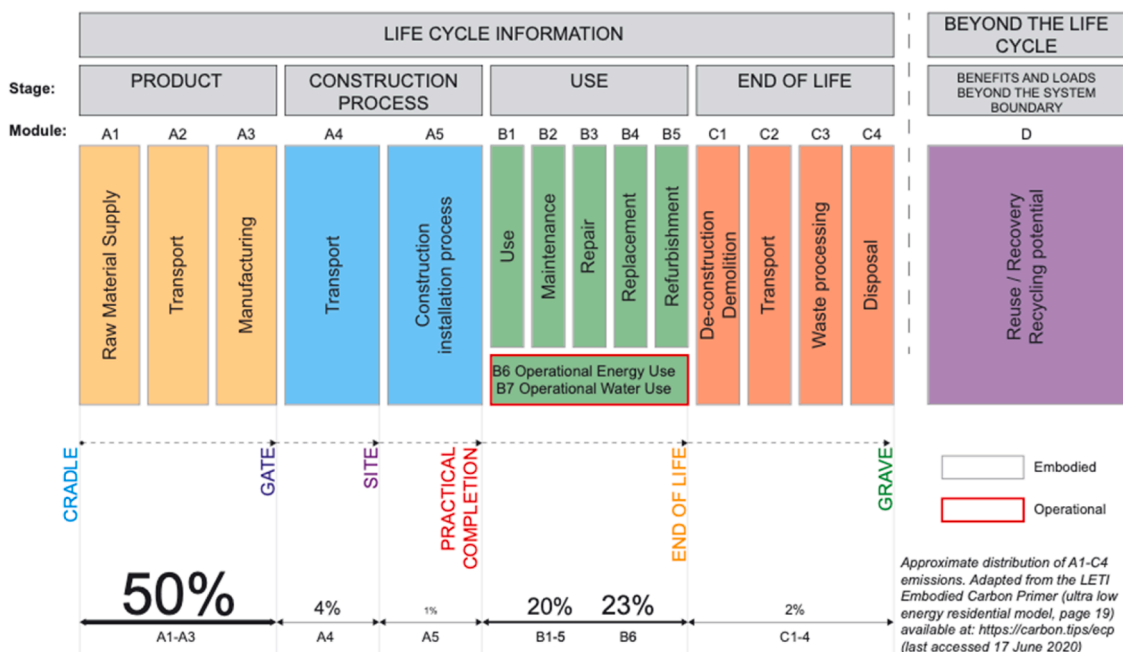 LIFE CYCLE INFORMATION
BEYOND THE LIFE
CYCLE
Stage:
PRODUCT
CONSTRUCTION
PROCESS
USE
END OF LIFE
BENEFITS AND LOADS
BEYOND THE SYSTEM
BOUNDARY
Module:
A1
A2
A3
A4
A5
B1
B2
B3
B4
B5
C1
C2
C3
C4
D
Raw Material Supply
Transport
Manufacturing
Transport
Construction
installation process
Use
Maintenance
Repair
Replacement
Refurbishment
De-construction
Demolition
Transport
Waste processing
Disposal
Reuse / Recovery
Recycling potential
B6 Operational Energy Use
B7 Operational Water Use
CRADLE
GATE
SITE
PRACTICAL
COMPLETION
END OF LIFE
GRAVE
Embodied
Operational
50%
4%
1%
20%
23%
2%
A1-A3
A4
A5
B1-5
B6
C1-4
Approximate distribution of A1-C4
emissions. Adapted from the LETI
Embodied Carbon Primer (ultra low
energy residential model, page 19)
available at: https://carbon.tips/ecp
(last accessed 17 June 2020)